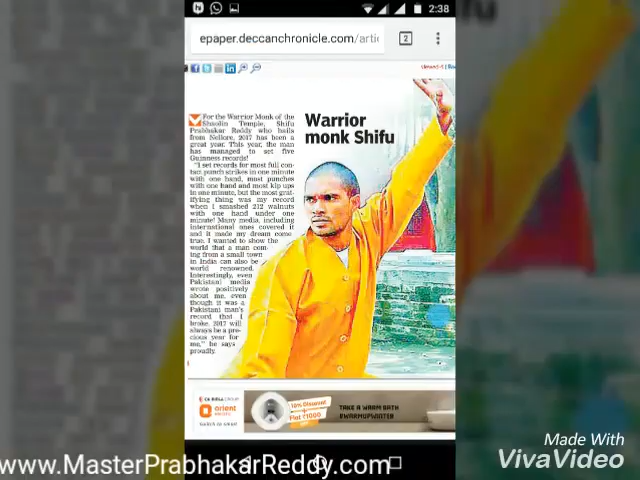 2:38
epaper.deccanchronicle.com/artic
2
For the Warrior Monk of the
Shaolin Temple, Shifu
Prabhakar Reddy who hails
from Nellore, 2017 has been a
great year. This year, the man
has managed to set five
Guinness records!
"I set records for most full con-
tact punch strikes in one minute
with one hand, most punches
with one hand and most kip ups
in one minute, but the most grat-
ifying thing was my record
when I smashed 212 walnuts
with one hand under one
minute! Many media, including
international ones covered it
and it made my dream come
true. I wanted to show the
world that a man com-
ing from a small town
in India can also be
world renowned.
Interestingly, even
Pakistani media
wrote positively
about me, even
though it was a
Pakistani man's
record that I
broke. 2017 will
always be a pre-
cious year for
me," he says
proudly.
Warrior
monk Shifu
CK BIRLA GROUP
orient
10% Discount
Flat ₹1000
TAKE A WARM BATH
#WARMUPWINTER
www.MasterPrabhakarReddy.com
Made With
VivaVideo